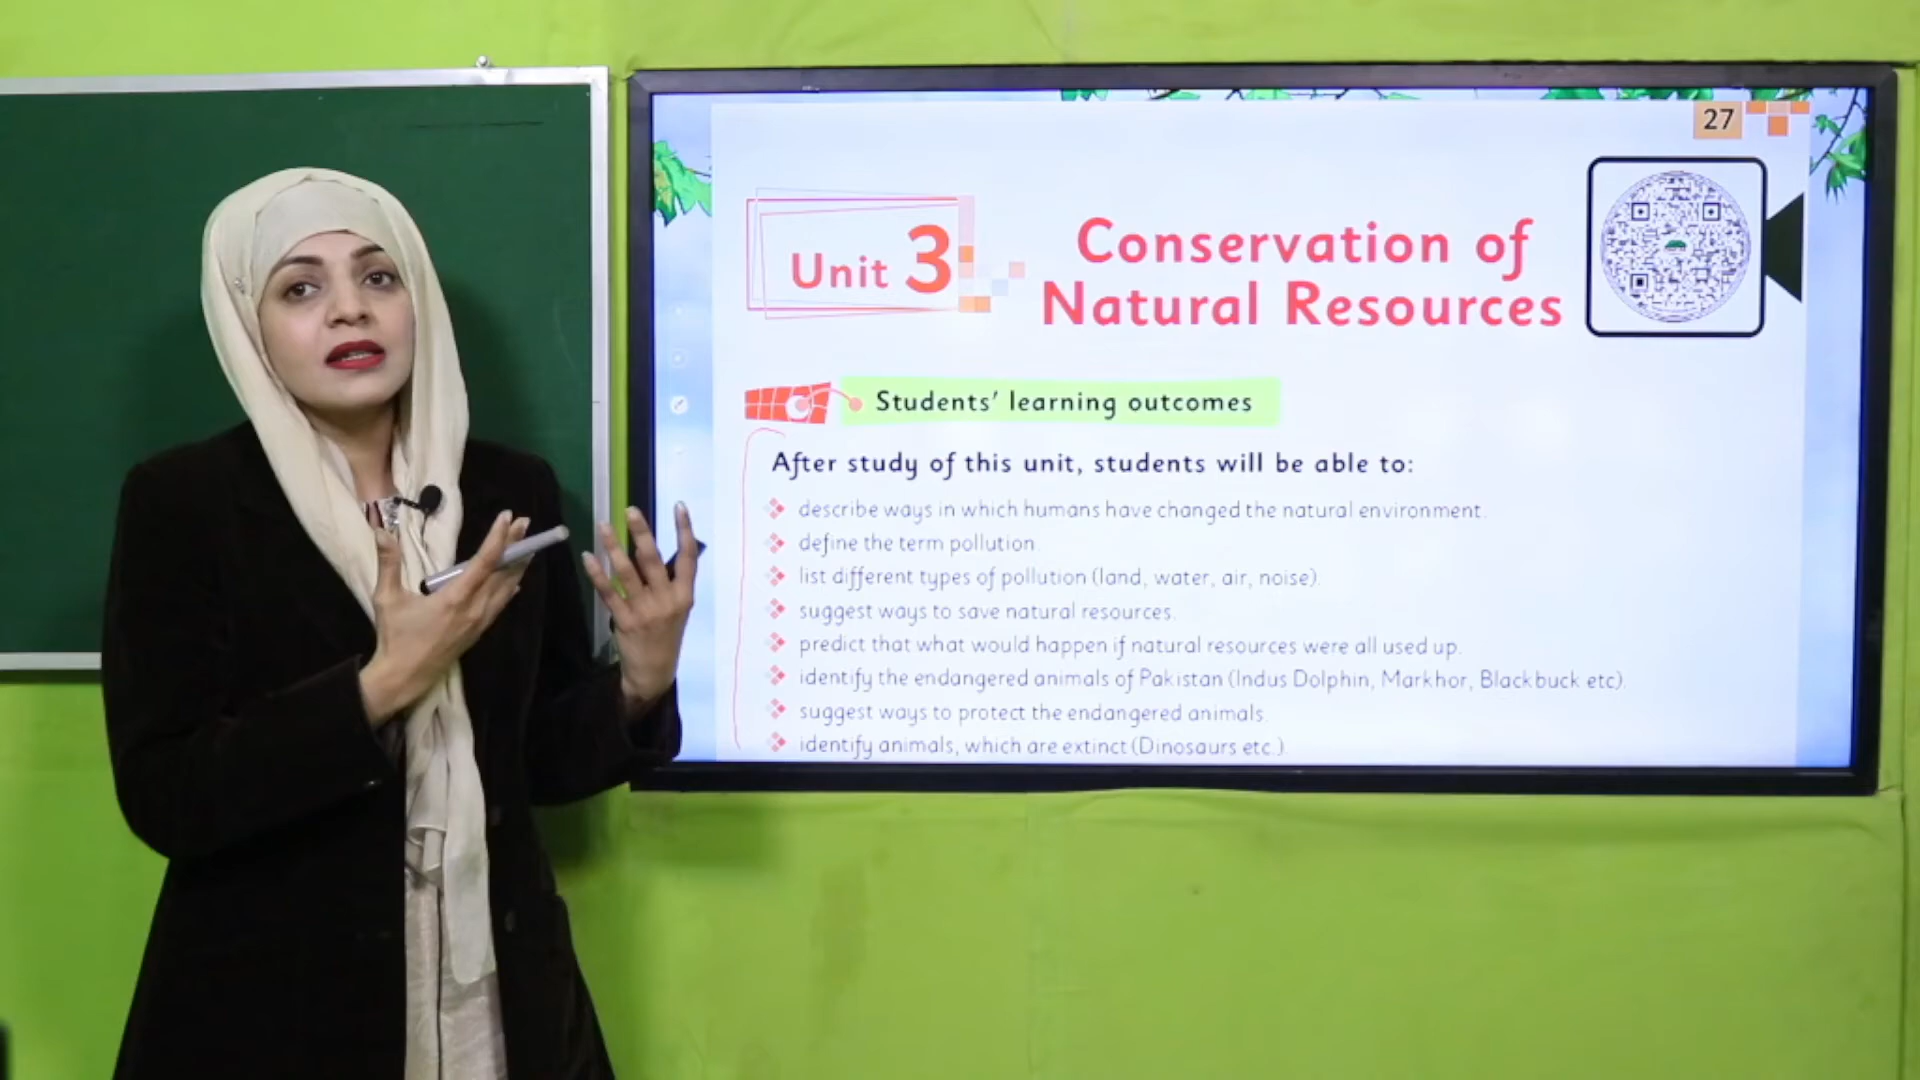 27
Unit 3
Conservation of
Natural Resources
Students' learning outcomes
After study of this unit, students will be able to:
describe ways in which humans have changed the natural environment.
define the term pollution
list different types of pollution (land, water, air, noise).
suggest ways to save natural resources.
predict that what would happen if natural resources were all used up.
identify the endangered animals of Pakistan (Indus Dolphin, Markhor, Blackbuck etc).
suggest ways to protect the endangered animals.
identify animals, which are extinct (Dinosaurs etc.)